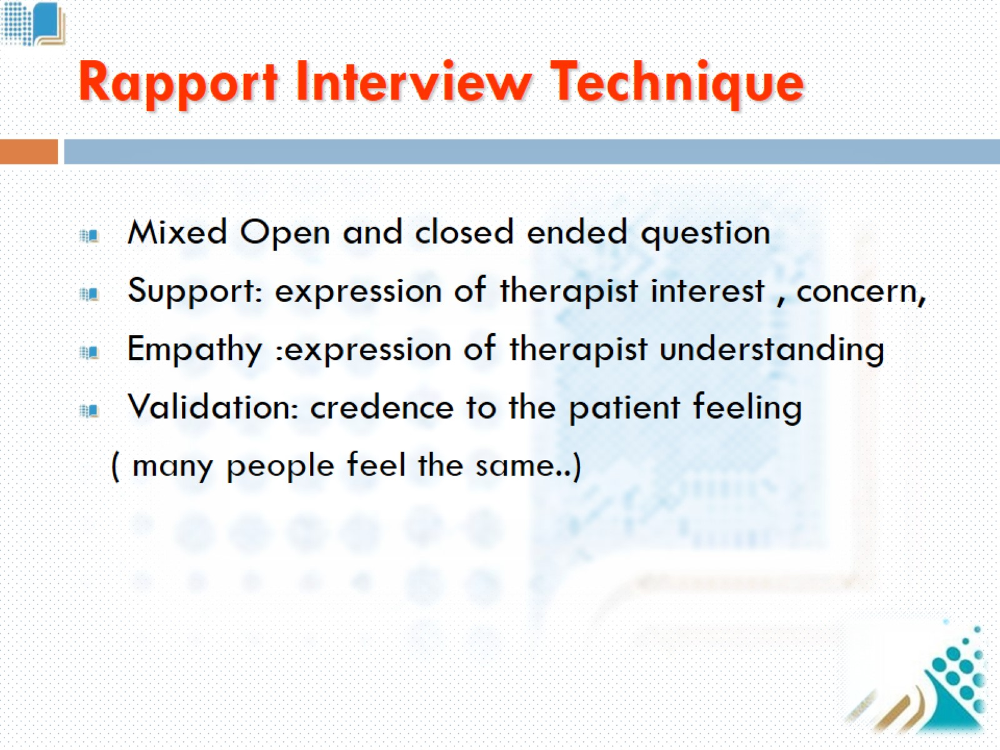 Rapport Interview Technique
Mixed Open and closed ended question
Support: expression of therapist interest , concern,
Empathy :expression of therapist understanding
Validation: credence to the patient feeling
( many people feel the same..)